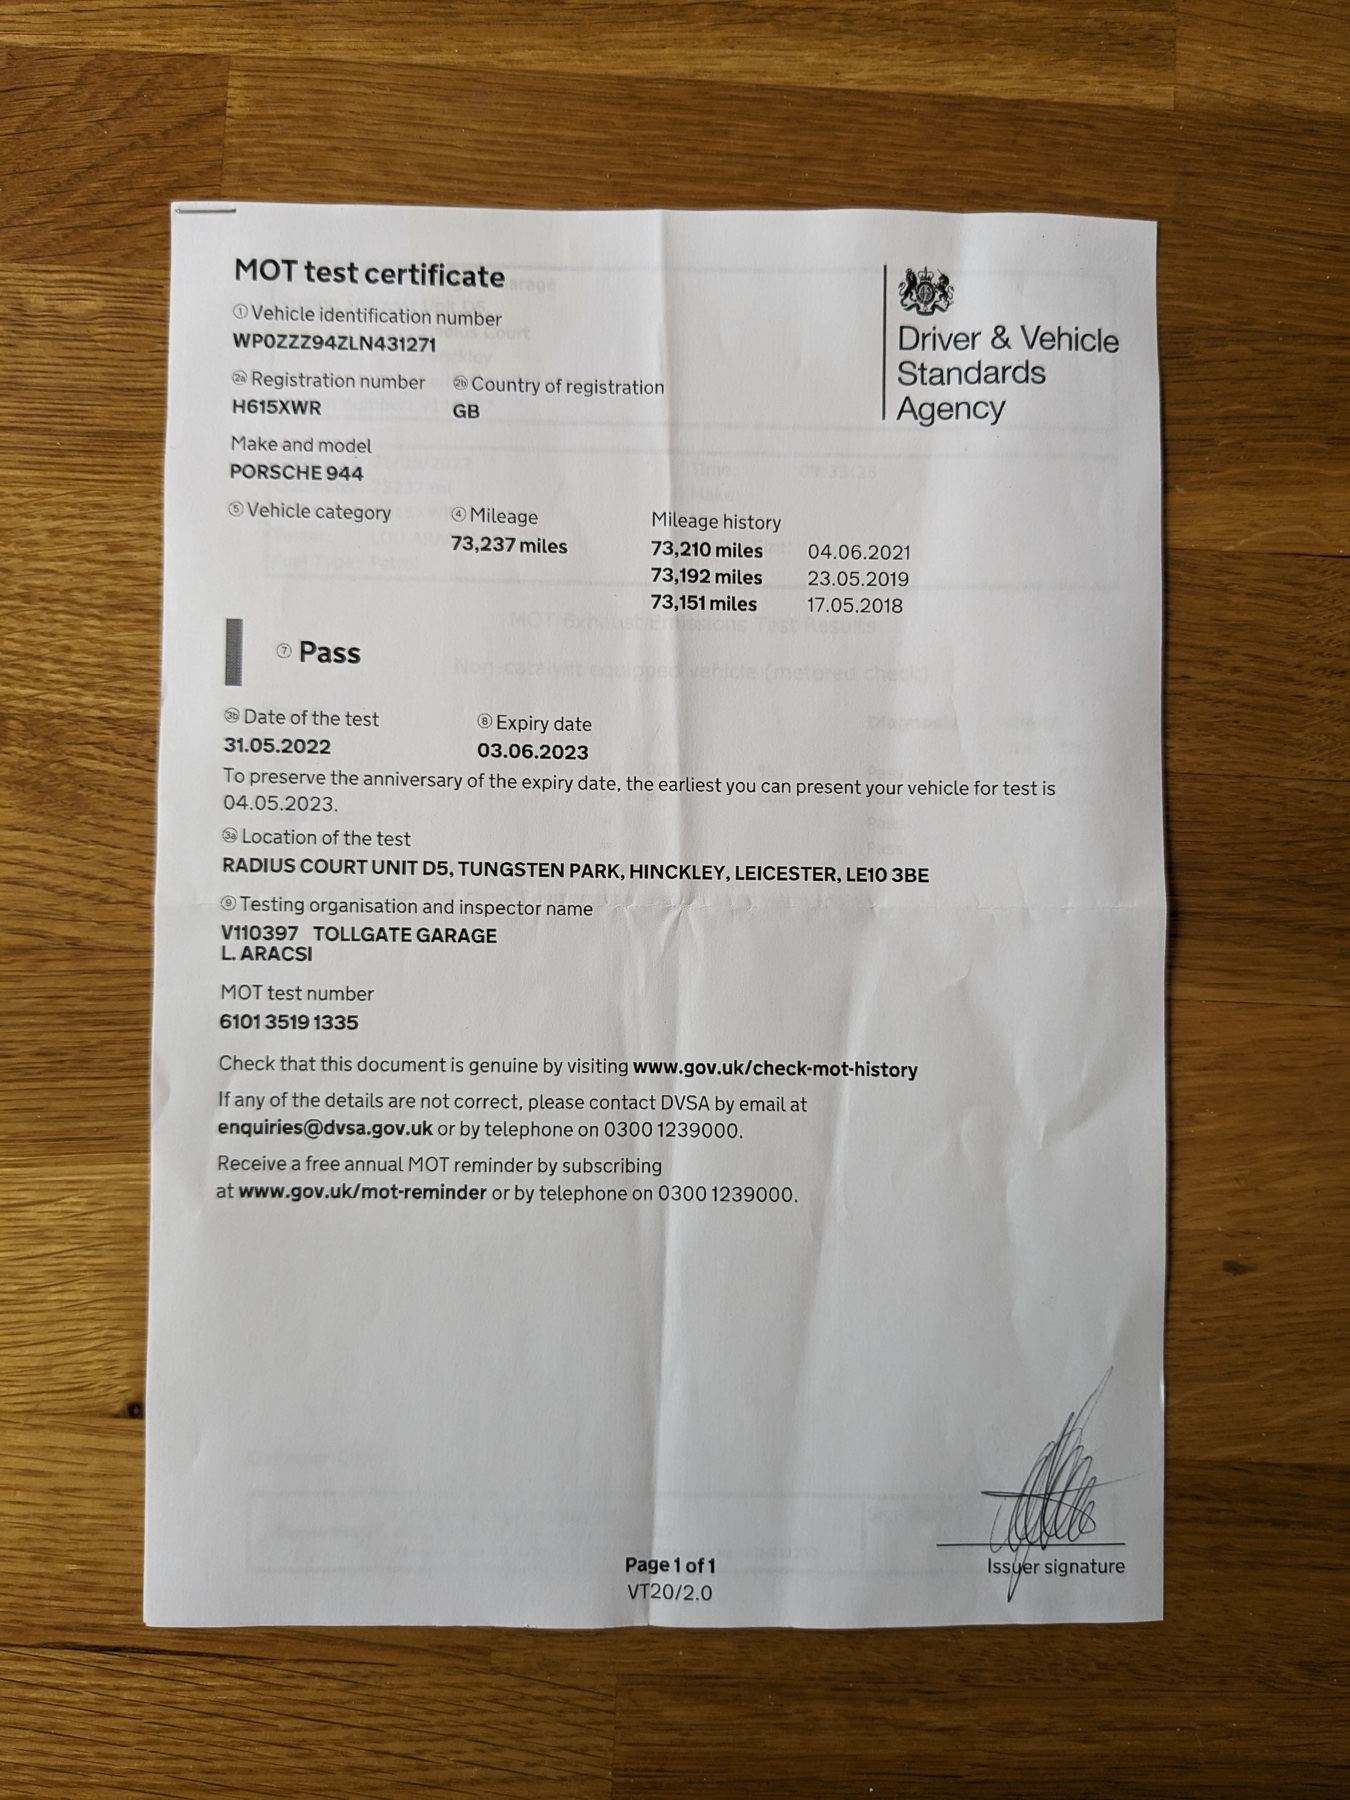 MOT test certificate
① Vehicle identification number
WP0ZZZ94ZLN431271
2a Registration number 2b Country of registration
H615XWR GB
Make and model
PORSCHE 944
Driver & Vehicle
Standards
Agency
⑤ Vehicle category ④ Mileage Mileage history
73,237 miles 73,210 miles 04.06.2021
73,192 miles 23.05.2019
73,151 miles 17.05.2018
⑦ Pass
3b Date of the test ⑧ Expiry date
31.05.2022 03.06.2023
To preserve the anniversary of the expiry date, the earliest you can present your vehicle for test is
04.05.2023.
3a Location of the test
RADIUS COURT UNIT D5, TUNGSTEN PARK, HINCKLEY, LEICESTER, LE10 3BE
⑨ Testing organisation and inspector name
V110397 TOLLGATE GARAGE
L. ARACSI
MOT test number
6101 3519 1335
Check that this document is genuine by visiting www.gov.uk/check-mot-history
If any of the details are not correct, please contact DVSA by email at
enquiries@dvsa.gov.uk or by telephone on 0300 1239000.
Receive a free annual MOT reminder by subscribing
at www.gov.uk/mot-reminder or by telephone on 0300 1239000.
Issuer signature
Page 1 of 1
VT20/2.0